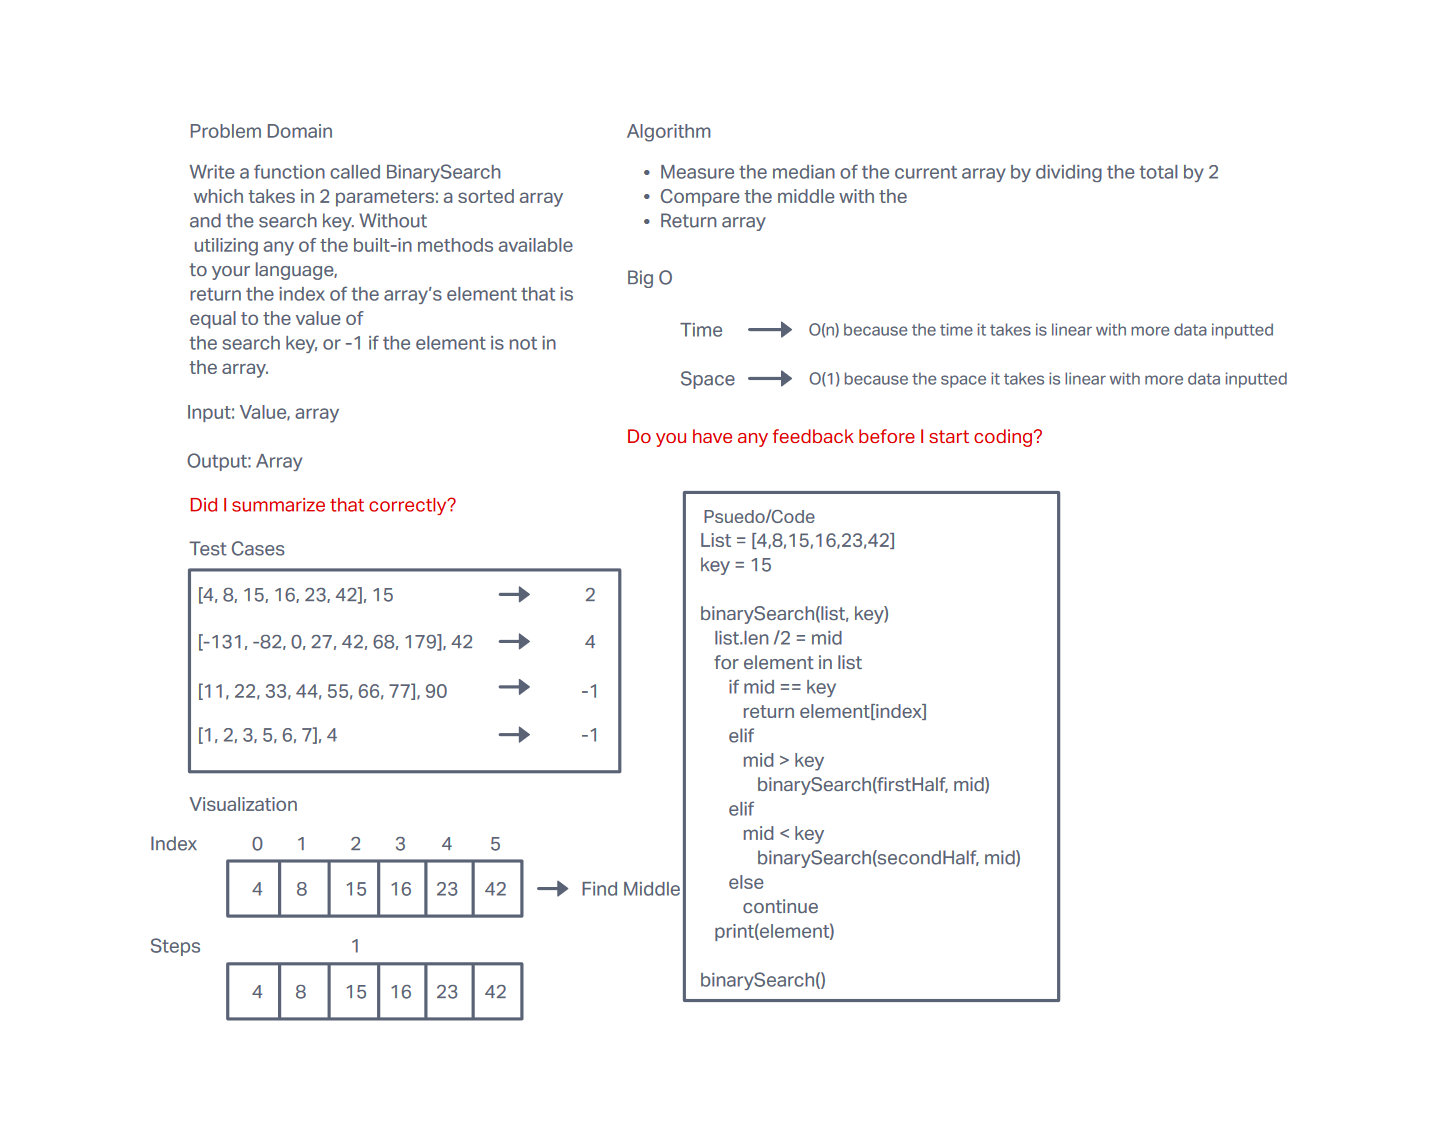 Problem Domain
Write a function called BinarySearch
which takes in 2 parameters: a sorted array
and the search key. Without
utilizing any of the built-in methods available
to your language,
return the index of the array’s element that is
equal to the value of
the search key, or -1 if the element is not in
the array.
Input: Value, array
Output: Array
Did I summarize that correctly?
Test Cases
[4, 8, 15, 16, 23, 42], 15 2
[-131, -82, 0, 27, 42, 68, 179], 42 4
[11, 22, 33, 44, 55, 66, 77], 90 -1
[1, 2, 3, 5, 6, 7], 4 -1
Visualization
Index 0 1 2 3 4 5
4 8 15 16 23 42 Find Middle
Steps 1
4 8 15 16 23 42
Algorithm
• Measure the median of the current array by dividing the total by 2
• Compare the middle with the
• Return array
Big O
Time O(n) because the time it takes is linear with more data inputted
Space O(1) because the space it takes is linear with more data inputted
Do you have any feedback before I start coding?
Psuedo/Code
List = [4,8,15,16,23,42]
key = 15
binarySearch(list, key)
list.len /2 = mid
for element in list
if mid == key
return element[index]
elif
mid > key
binarySearch(firstHalf, mid)
elif
mid < key
binarySearch(secondHalf, mid)
else
continue
print(element)
binarySearch()